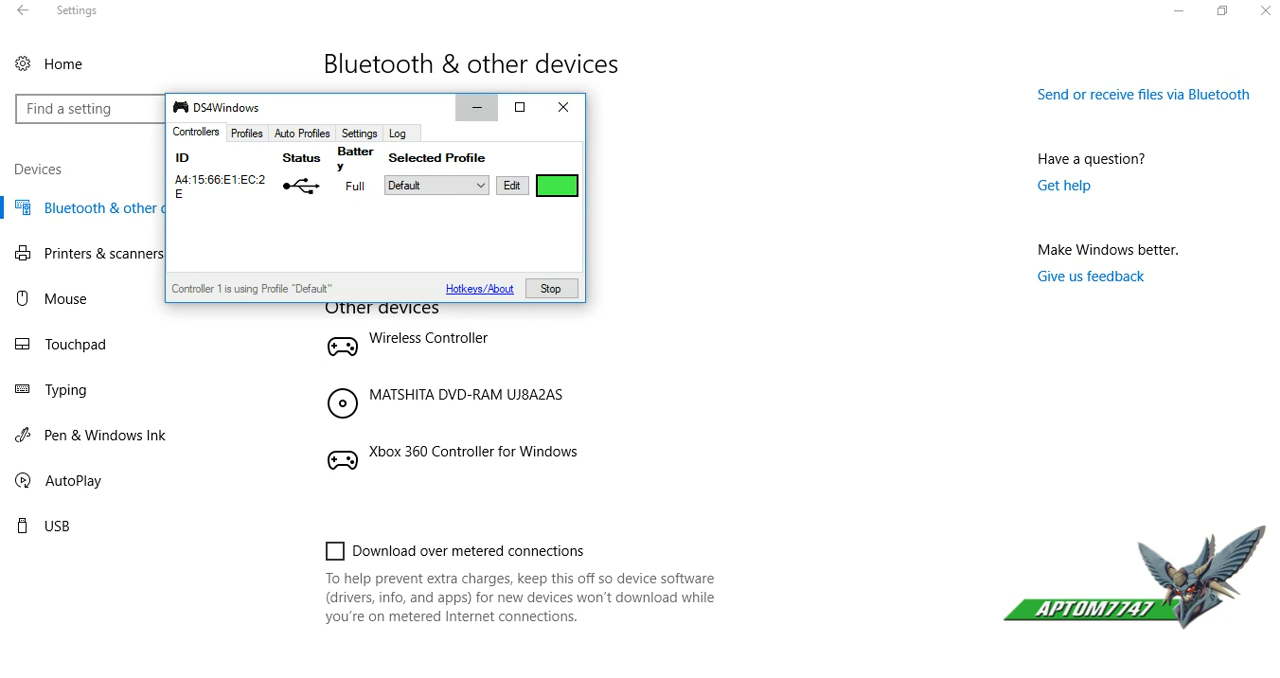 Settings
Home
Find a setting
Devices
Bluetooth & other d
Printers & scanners
Mouse
Touchpad
Typing
Pen & Windows Ink
AutoPlay
USB
Bluetooth & other devices
DS4Windows
Controllers Profiles Auto Profiles Settings Log
ID Status Batter
y Selected Profile
A4:15:66:E1:EC:2
E Full Default Edit
Controller 1 is using Profile "Default" Hotkeys/About Stop
Other devices
Wireless Controller
MATSHITA DVD-RAM UJ8A2AS
Xbox 360 Controller for Windows
Download over metered connections
To help prevent extra charges, keep this off so device software
(drivers, info, and apps) for new devices won't download while
you're on metered Internet connections.
Send or receive files via Bluetooth
Have a question?
Get help
Make Windows better.
Give us feedback
APTOM7747